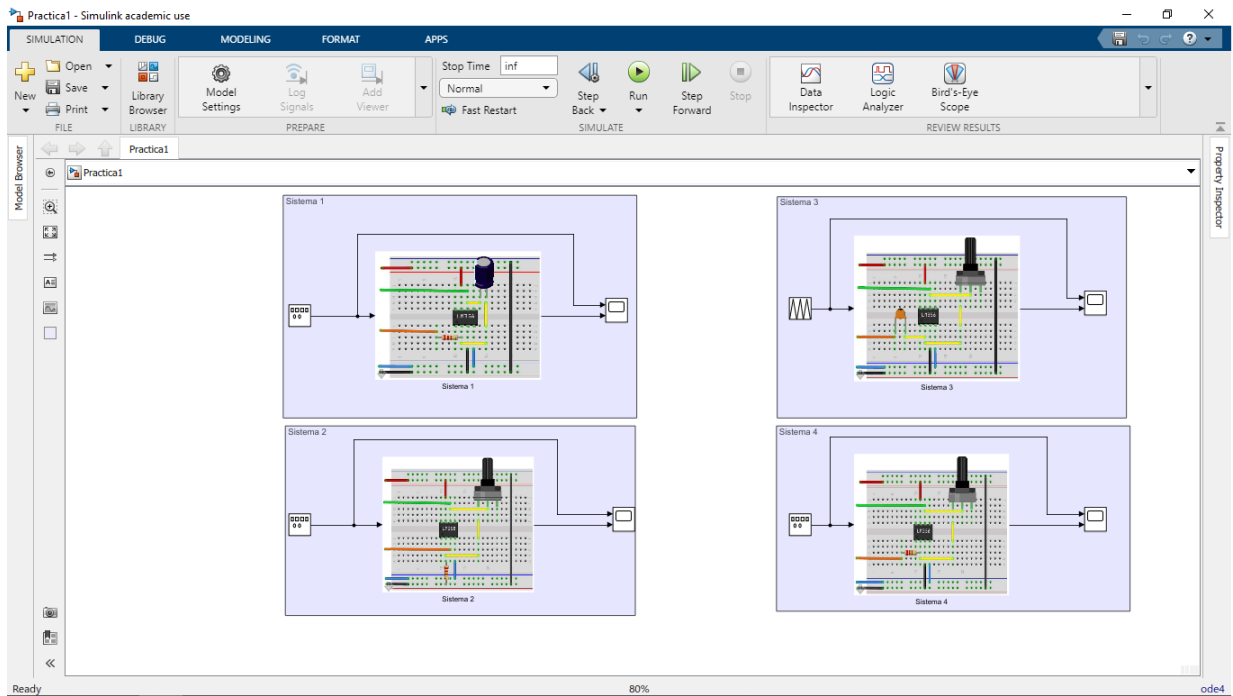 Practica1 - Simulink academic use
SIMULATION DEBUG MODELING FORMAT APPS
New
Open
Save
Print
FILE
Library Browser
LIBRARY
Model Settings
Log Signals
Add Viewer
PREPARE
Stop Time inf
Normal
Fast Restart
Step Back
Run
Step Forward
Stop
SIMULATE
Data Inspector
Logic Analyzer
Bird's-Eye Scope
REVIEW RESULTS
Model Browser
Practica1
Practica1
Property Inspector
Sistema 1
Sistema 1
Sistema 3
Sistema 3
Sistema 2
Sistema 2
Sistema 4
Sistema 4
Ready 80% ode4